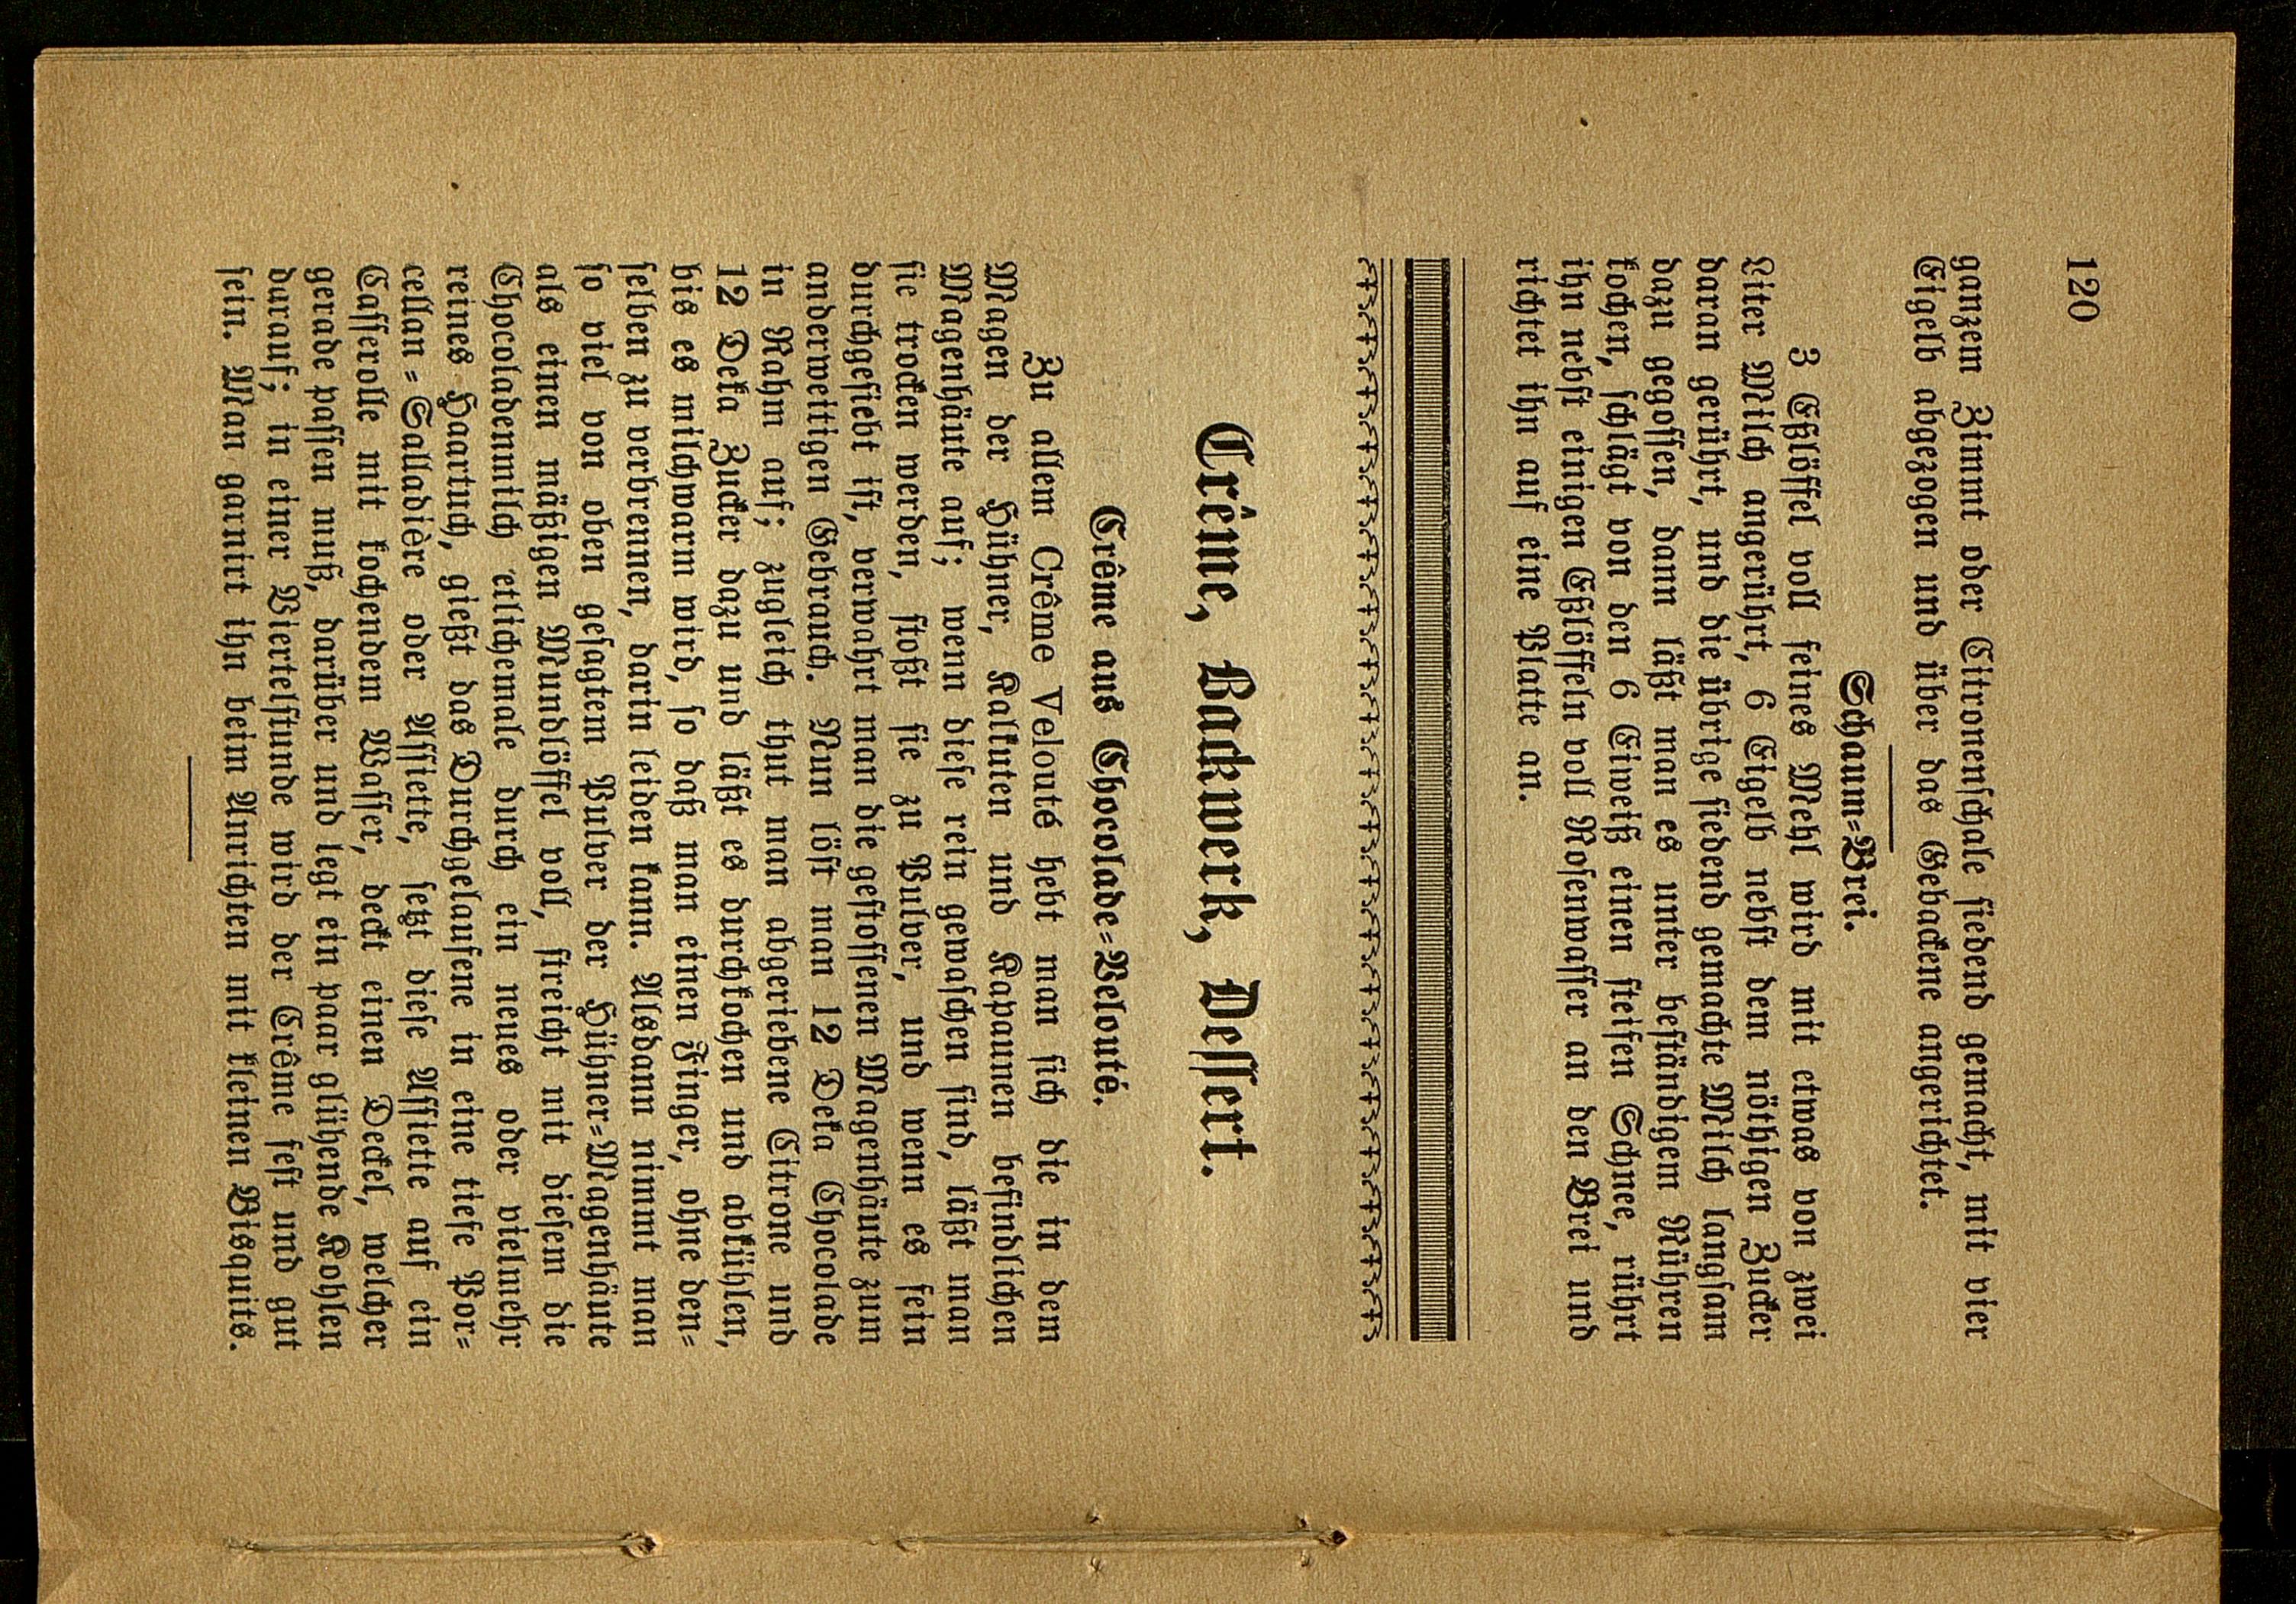 120
ganzem Zimmt oder Citronenschale siedend gemacht, mit vier
Eigelb abgezogen und über das Gebackene angerichtet.
Schaum=Brei.
3 Eßlöffel voll feines Mehl wird mit etwas von zwei
Liter Milch angerührt, 6 Eigelb nebst dem nöthigen Zucker
daran gerührt, und die übrige siedend gemachte Milch langsam
dazu gegossen, dann läßt man es unter beständigem Rühren
kochen, schlägt von den 6 Eiweiß einen steifen Schnee, rührt
ihn nebst einigen Eßlöffeln voll Rosenwasser an den Brei und
richtet ihn auf eine Platte an.
Crême, Backwerk, Dessert.
Crême aus Chocolade=Velouté.
Zu allem Crême Velouté hebt man sich die in dem
Magen der Hühner, Kalkuten und Kapaunen befindlichen
Magenhäute auf; wenn diese rein gewaschen sind, läßt man
sie trocken werden, stoßt sie zu Pulver, und wenn es fein
durchgesiebt ist, verwahrt man die gestossenen Magenhäute zum
anderweitigen Gebrauch. Nun löst man 12 Deka Chocolade
in Rahm auf; zugleich thut man abgeriebene Citrone und
12 Deka Zucker dazu und läßt es durchkochen und abkühlen,
bis es milchwarm wird, so daß man einen Finger, ohne den=
selben zu verbrennen, darin leiden kann. Alsdann nimmt man
so viel von oben gesagtem Pulver der Hühner=Magenhäute
als einen mäßigen Mundlöffel voll, streicht mit diesem die
Chocoladenmilch etlichemale durch ein neues oder vielmehr
reines Haartuch, gießt das Durchgelaufene in eine tiefe Por=
cellan=Salladière oder Assiette, setzt diese Assiette auf ein
Casserolle mit kochendem Wasser, deckt einen Deckel, welcher
gerade passen muß, darüber und legt ein paar glühende Kohlen
darauf; in einer Viertelstunde wird der Crême fest und gut
sein. Man garnirt ihn beim Anrichten mit kleinen Bisquits.